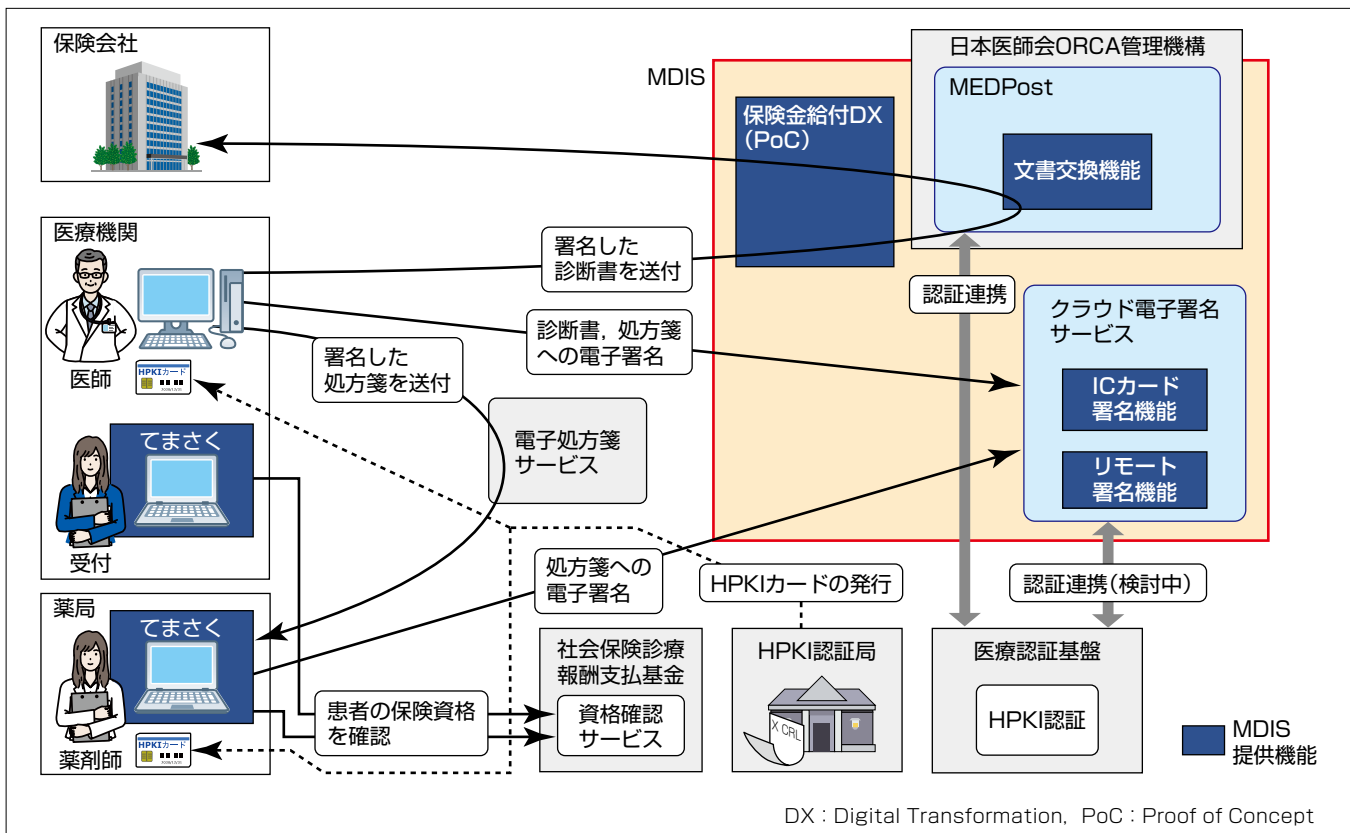 保険会社
日本医師会ORCA管理機構
MDIS
MEDPost
保険金給付DX
(PoC)
文書交換機能
医療機関
署名した
診断書を送付
認証連携
クラウド電子署名
サービス
診断書，処方箋
への電子署名
署名した
処方箋を送付
HPKIカード
医師
ICカード
署名機能
てまさく
電子処方箋
サービス
リモート
署名機能
受付
処方箋への
電子署名
HPKIカードの発行
認証連携(検討中)
薬局
てまさく
社会保険診療
報酬支払基金
HPKI認証局
医療認証基盤
患者の保険資格
を確認
資格確認
サービス
X CRL
HPKI認証
HPKIカード
薬剤師
MDIS
提供機能
DX：Digital Transformation, PoC：Proof of Concept